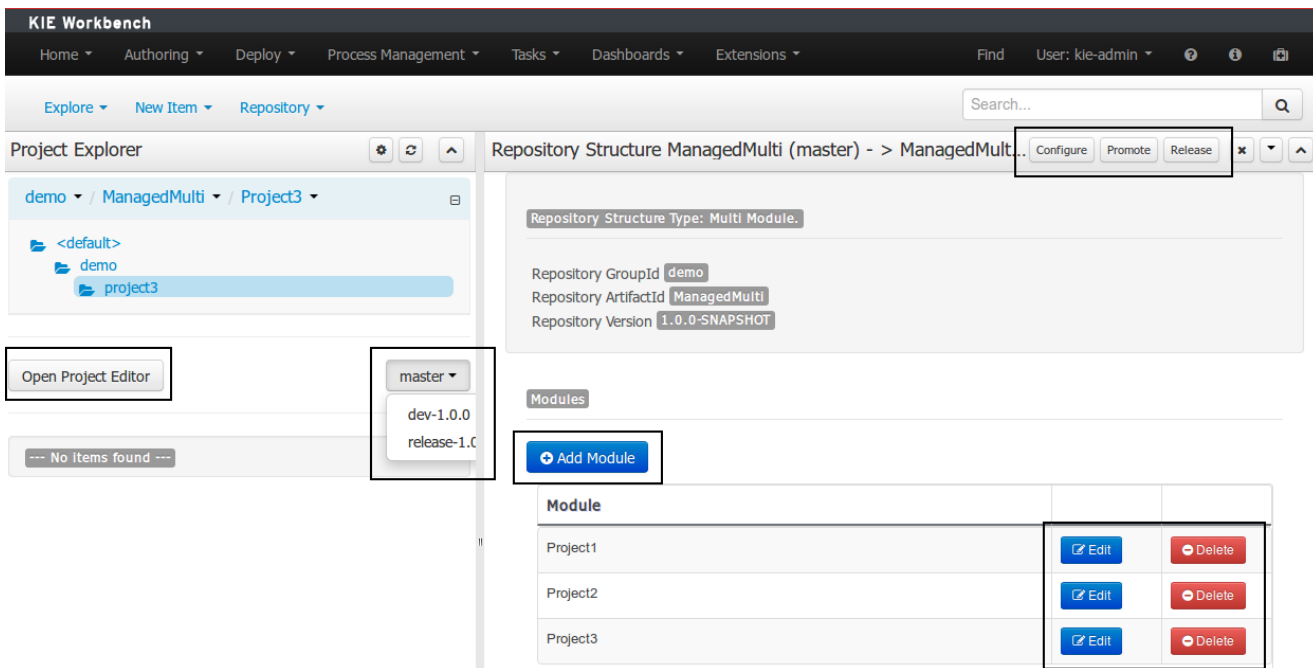 KIE Workbench
Home Authoring Deploy Process Management Tasks Dashboards Extensions Find User: kie-admin
Explore New Item Repository Search...
Project Explorer
demo / ManagedMulti / Project3
<default>
demo
project3
Open Project Editor
master
dev-1.0.0
release-1.0
--- No items found ---
Repository Structure ManagedMulti (master) - > ManagedMult... Configure Promote Release
Repository Structure Type: Multi Module.
Repository GroupId demo
Repository ArtifactId ManagedMulti
Repository Version 1.0.0-SNAPSHOT
Modules
Add Module
Module
Project1 Edit Delete
Project2 Edit Delete
Project3 Edit Delete